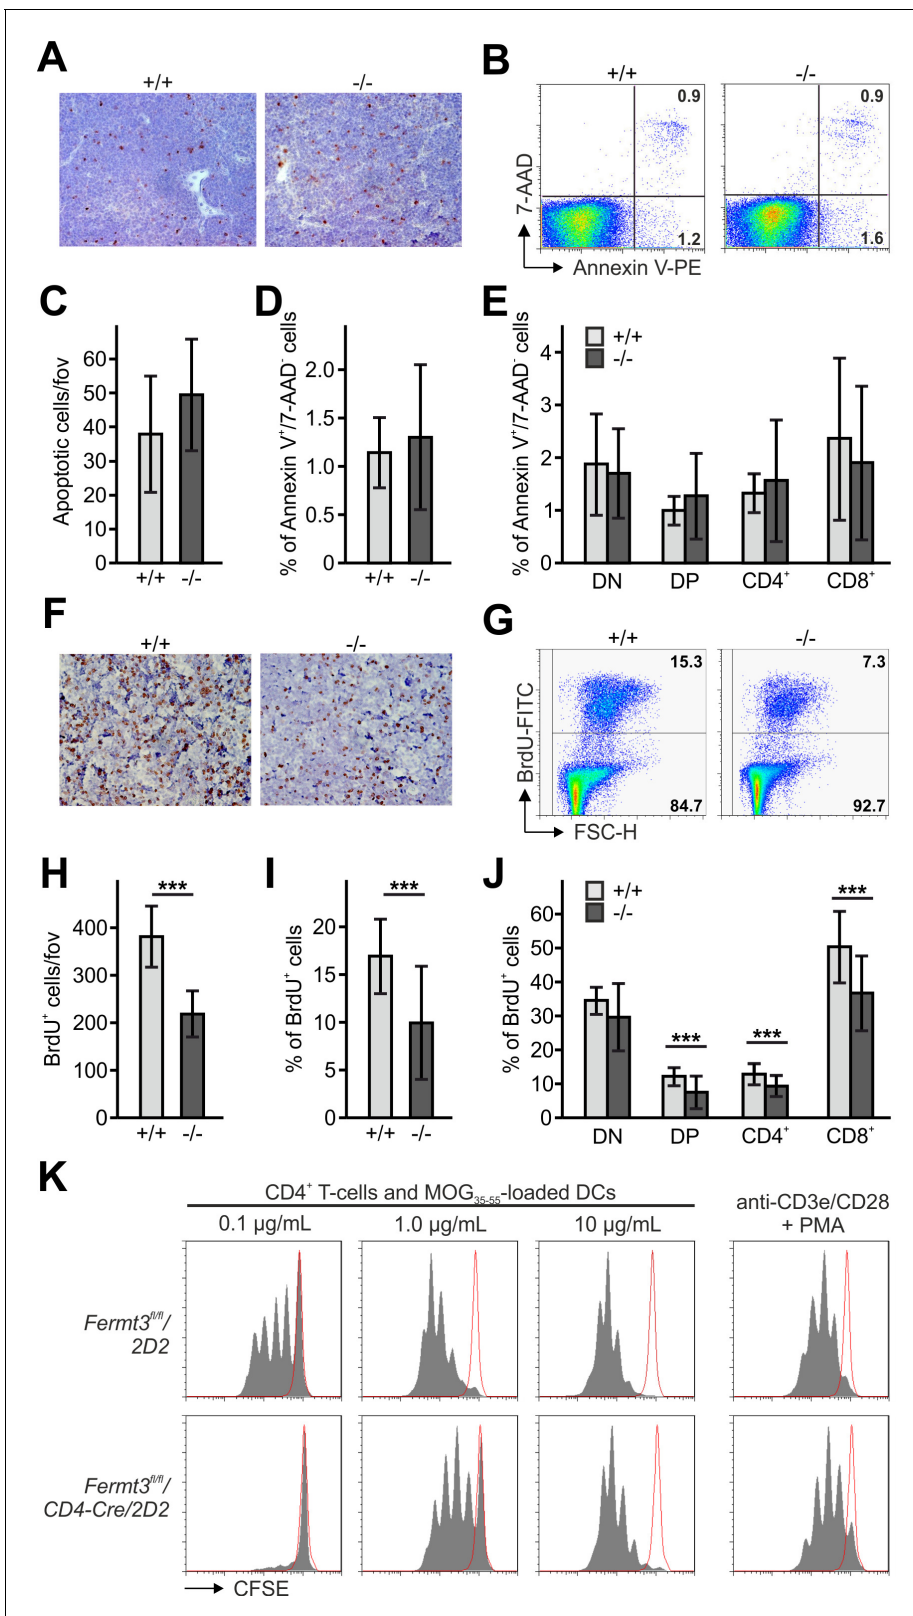 A
+/+
-/-
B
+/+
-/-
0.9
0.9
7-AAD
1.2
1.6
Annexin V-PE
C
Apoptotic cells/fov
60
50
40
30
20
10
0
+/+
-/-
D
% of Annexin V⁺/7-AAD⁻ cells
2.0
1.5
1.0
0.5
0
+/+
-/-
E
% of Annexin V⁺/7-AAD⁻ cells
+/+
-/-
4
3
2
1
0
DN
DP
CD4⁺
CD8⁺
F
+/+
-/-
G
+/+
-/-
15.3
7.3
BrdU-FITC
84.7
92.7
FSC-H
H
BrdU⁺ cells/fov
***
400
300
200
100
0
+/+
-/-
I
% of BrdU⁺ cells
***
20
15
10
5
0
+/+
-/-
J
% of BrdU⁺ cells
+/+
-/-
***
***
***
60
50
40
30
20
10
0
DN
DP
CD4⁺
CD8⁺
K
CD4⁺ T-cells and MOG₃₅₋₅₅-loaded DCs
anti-CD3e/CD28
+ PMA
0.1 µg/mL
1.0 µg/mL
10 µg/mL
Fermt3ᶠˡ/ᶠˡ/
2D2
Fermt3ᶠˡ/ᶠˡ/
CD4-Cre/2D2
CFSE